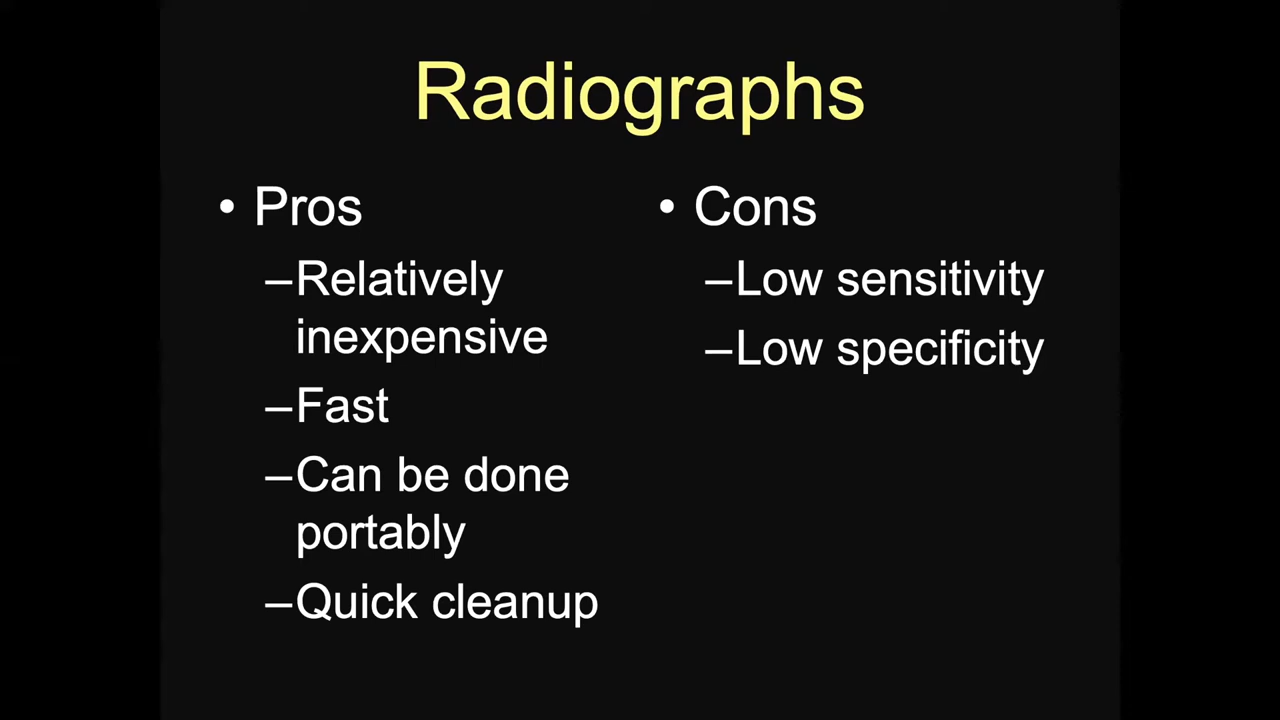 Radiographs
• Pros
–Relatively
inexpensive
–Fast
–Can be done
portably
–Quick cleanup
• Cons
–Low sensitivity
–Low specificity